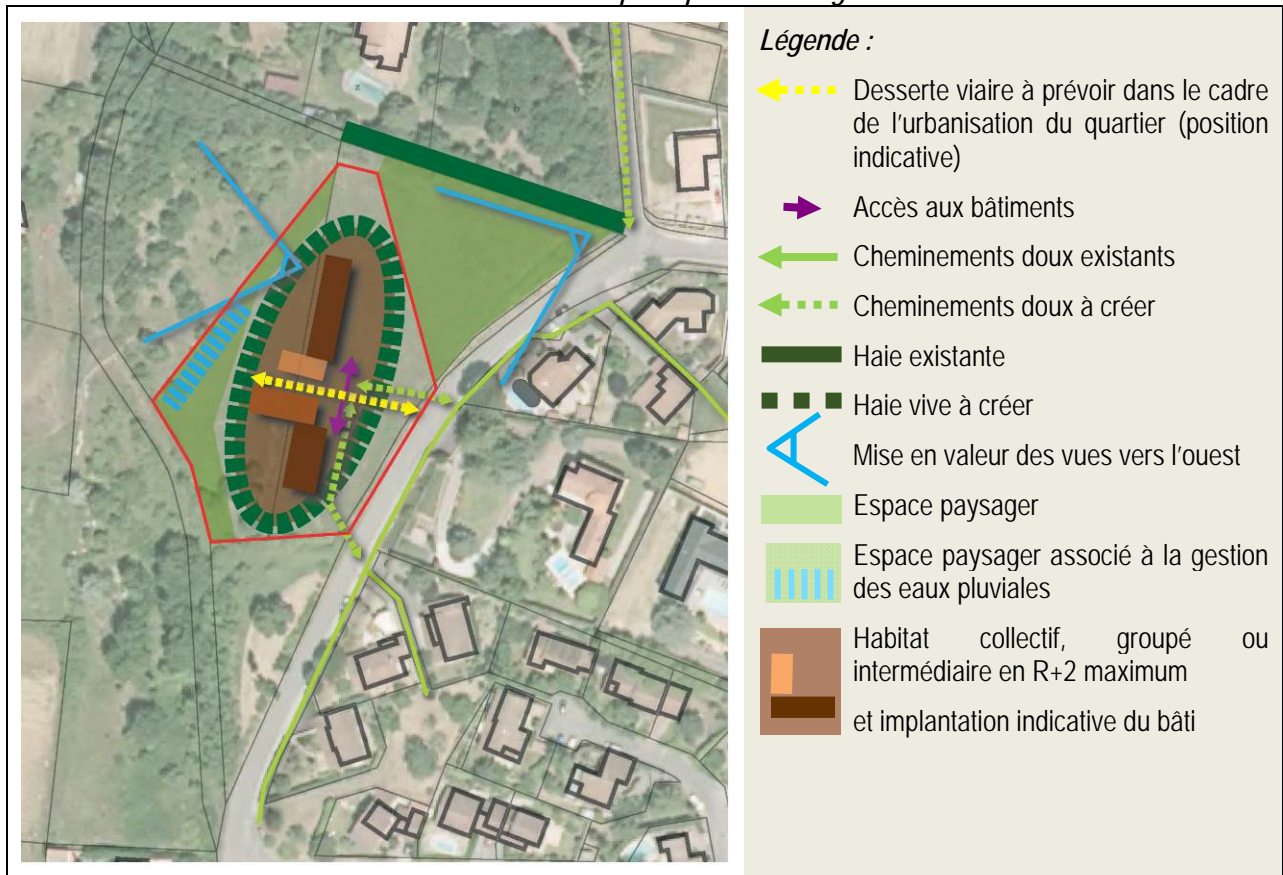 Légende :
Desserte viaire à prévoir dans le cadre
de l'urbanisation du quartier (position
indicative)
Accès aux bâtiments
Cheminements doux existants
Cheminements doux à créer
Haie existante
Haie vive à créer
Mise en valeur des vues vers l'ouest
Espace paysager
Espace paysager associé à la gestion
des eaux pluviales
Habitat collectif, groupé ou
intermédiaire en R+2 maximum
et implantation indicative du bâti